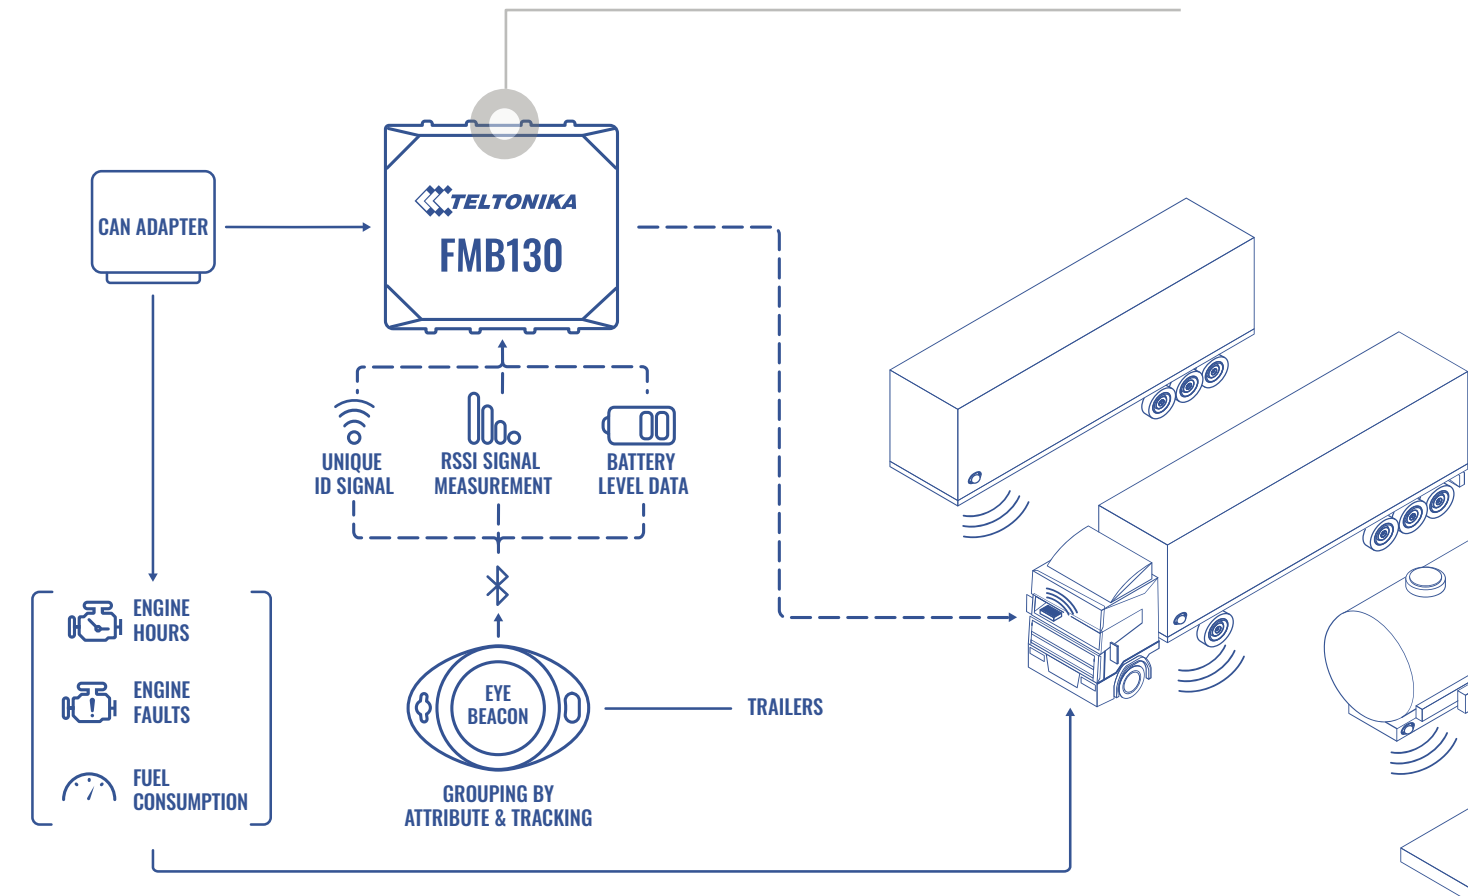 TELTONIKA
FMB130
CAN ADAPTER
UNIQUE
ID SIGNAL
RSSI SIGNAL
MEASUREMENT
BATTERY
LEVEL DATA
ENGINE
HOURS
ENGINE
FAULTS
FUEL
CONSUMPTION
EYE
BEACON
TRAILERS
GROUPING BY
ATTRIBUTE & TRACKING